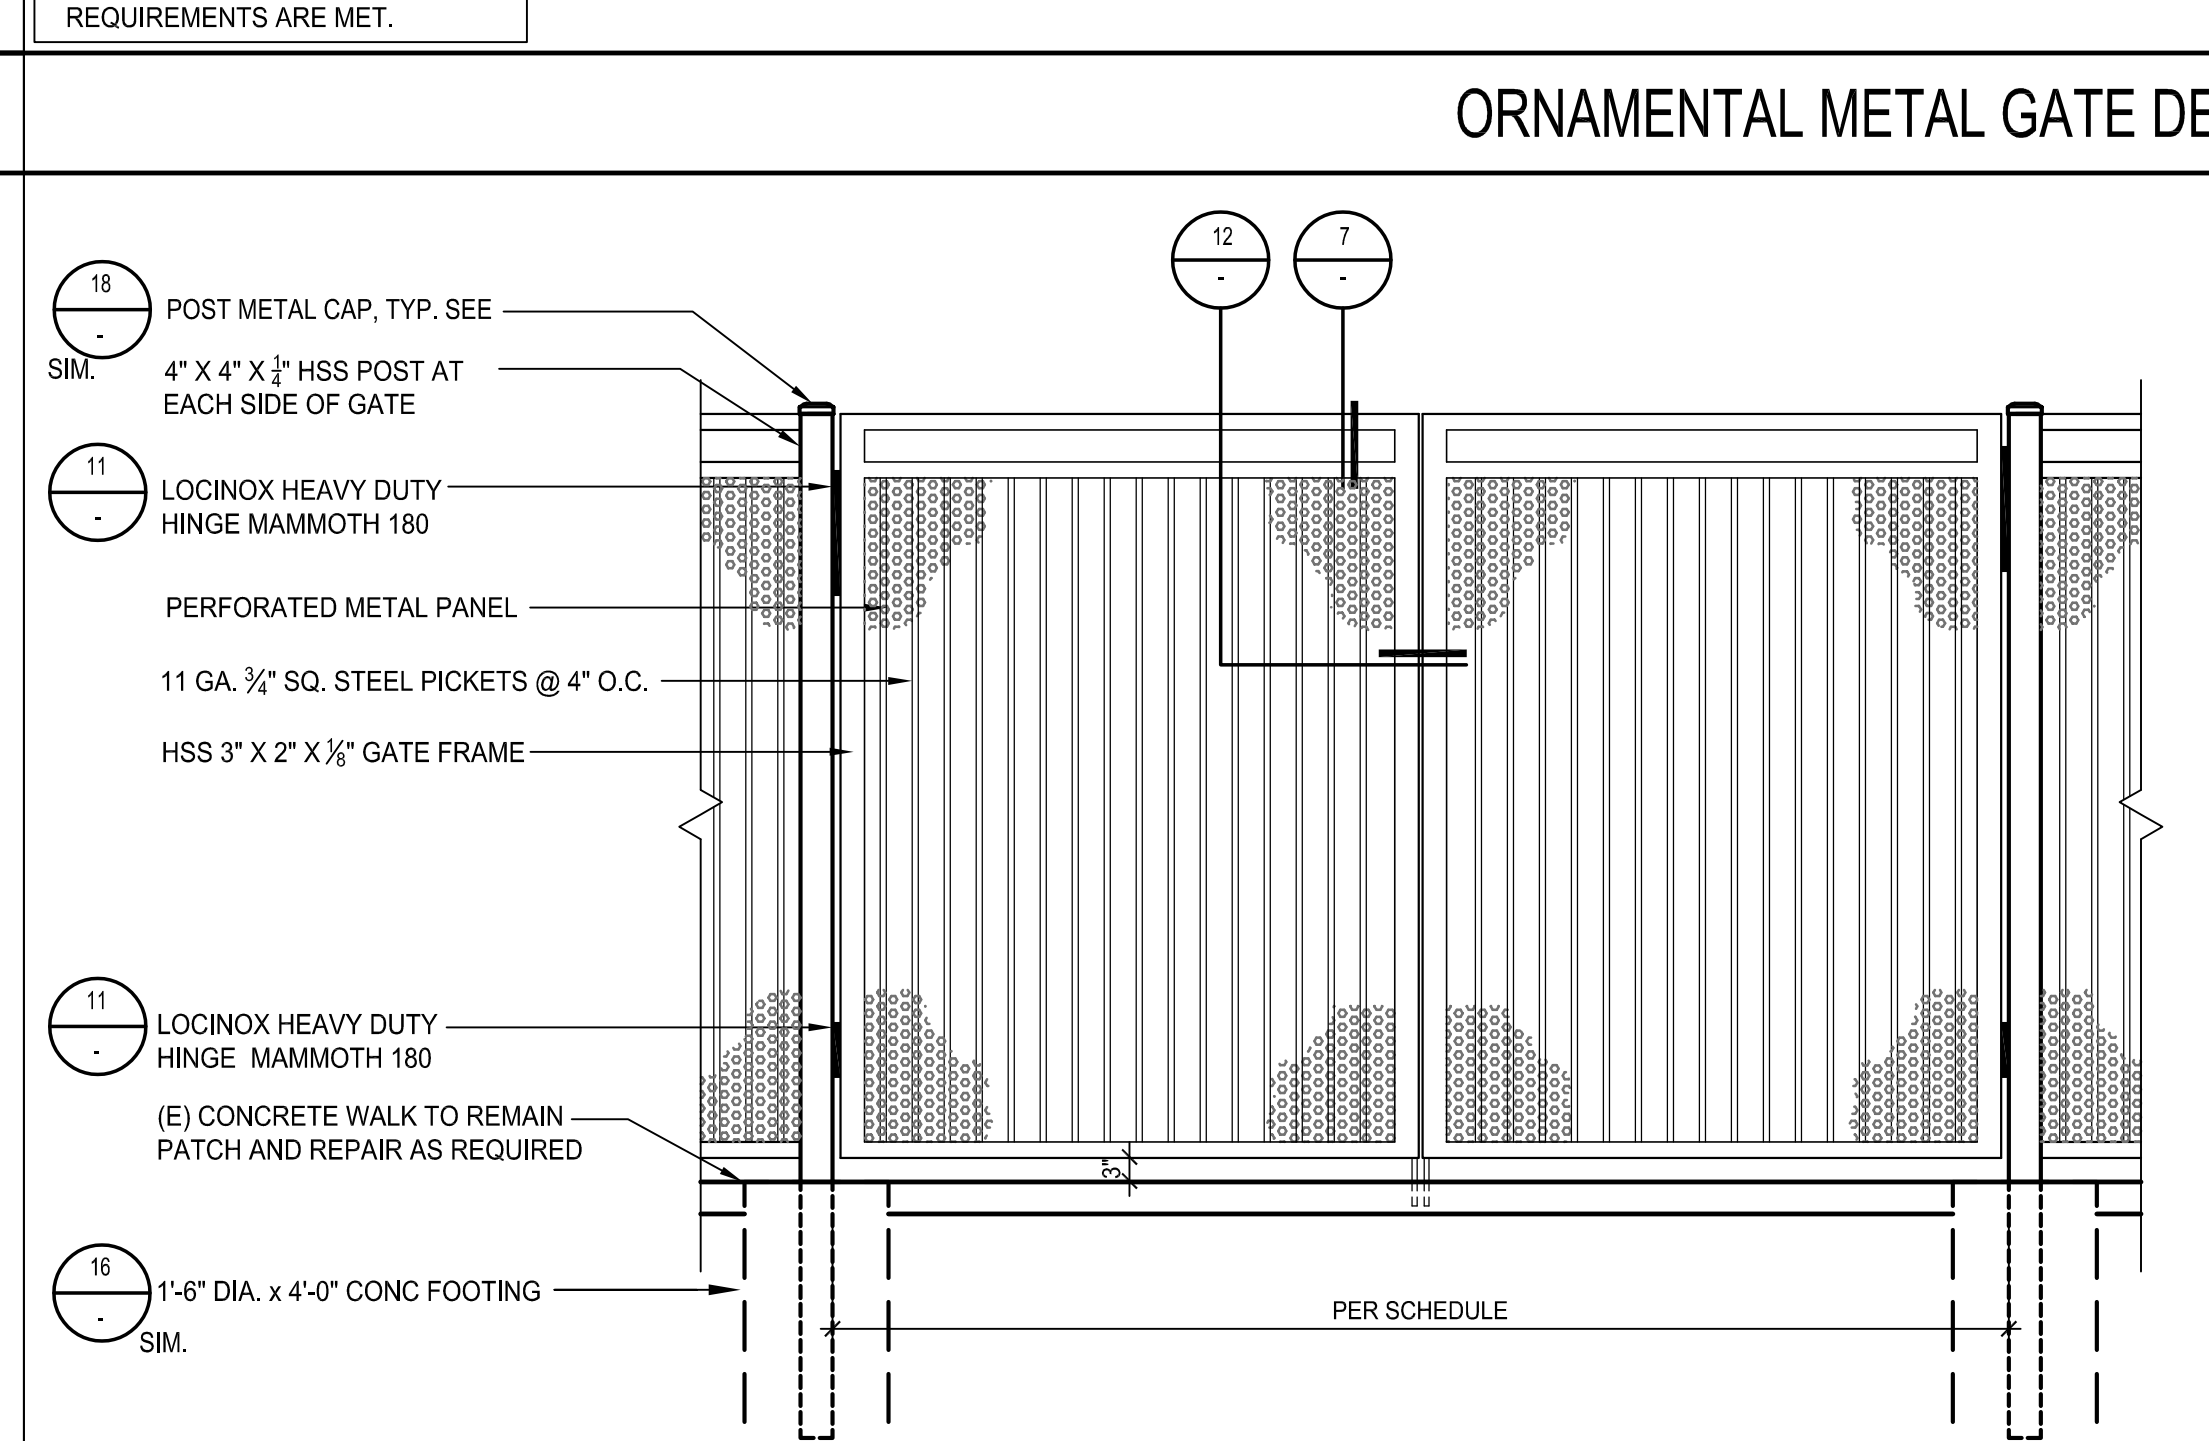 REQUIREMENTS ARE MET.
ORNAMENTAL METAL GATE DE
12
-
7
-
18
-
SIM.
POST METAL CAP, TYP. SEE
4" X 4" X 1/4" HSS POST AT
EACH SIDE OF GATE
11
-
LOCINOX HEAVY DUTY
HINGE MAMMOTH 180
PERFORATED METAL PANEL
11 GA. 3/4" SQ. STEEL PICKETS @ 4" O.C.
HSS 3" X 2" X 1/8" GATE FRAME
11
-
LOCINOX HEAVY DUTY
HINGE MAMMOTH 180
(E) CONCRETE WALK TO REMAIN
PATCH AND REPAIR AS REQUIRED
3"
16
-
SIM.
1'-6" DIA. x 4'-0" CONC FOOTING
PER SCHEDULE